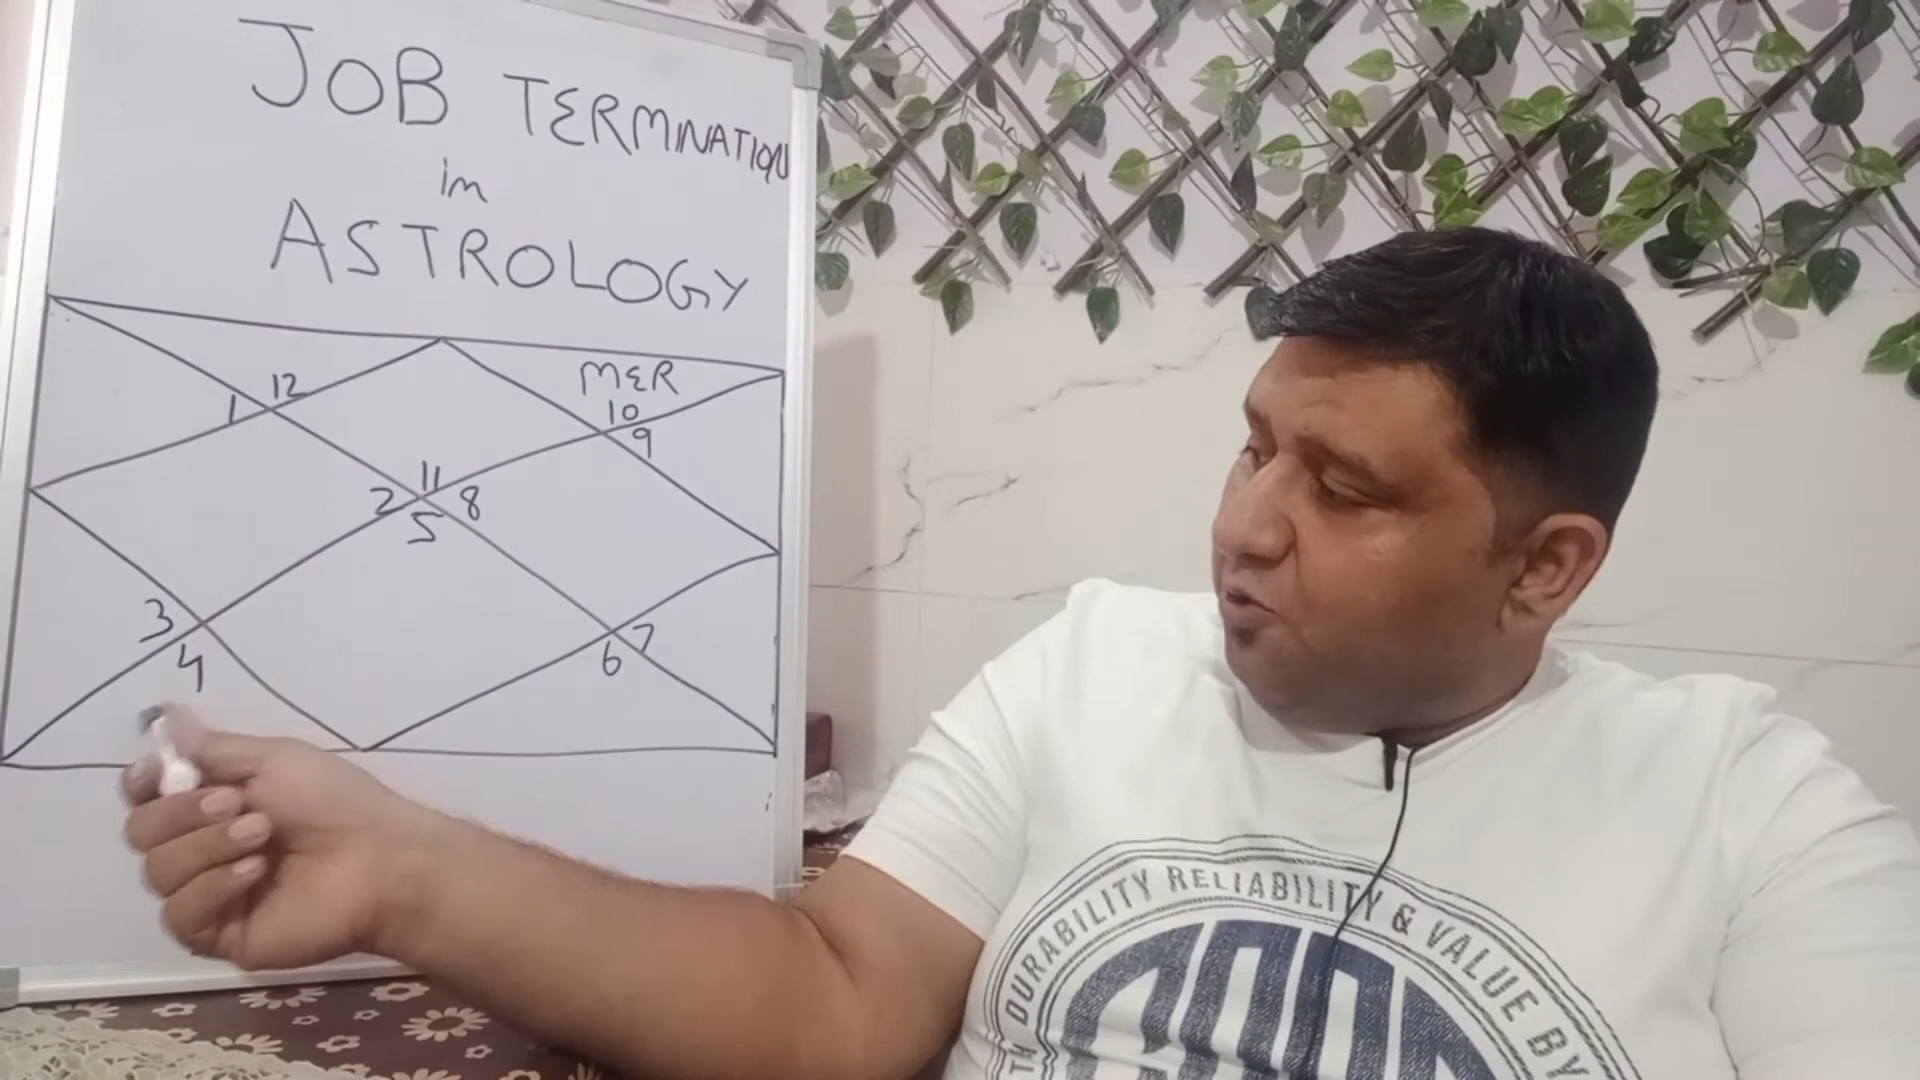 JOB TERMINATION
in
ASTROLOGY
MER
12
10
1
9
11
2
8
5
3
7
4
6
DURABILITY RELIABILITY & VALUE BY